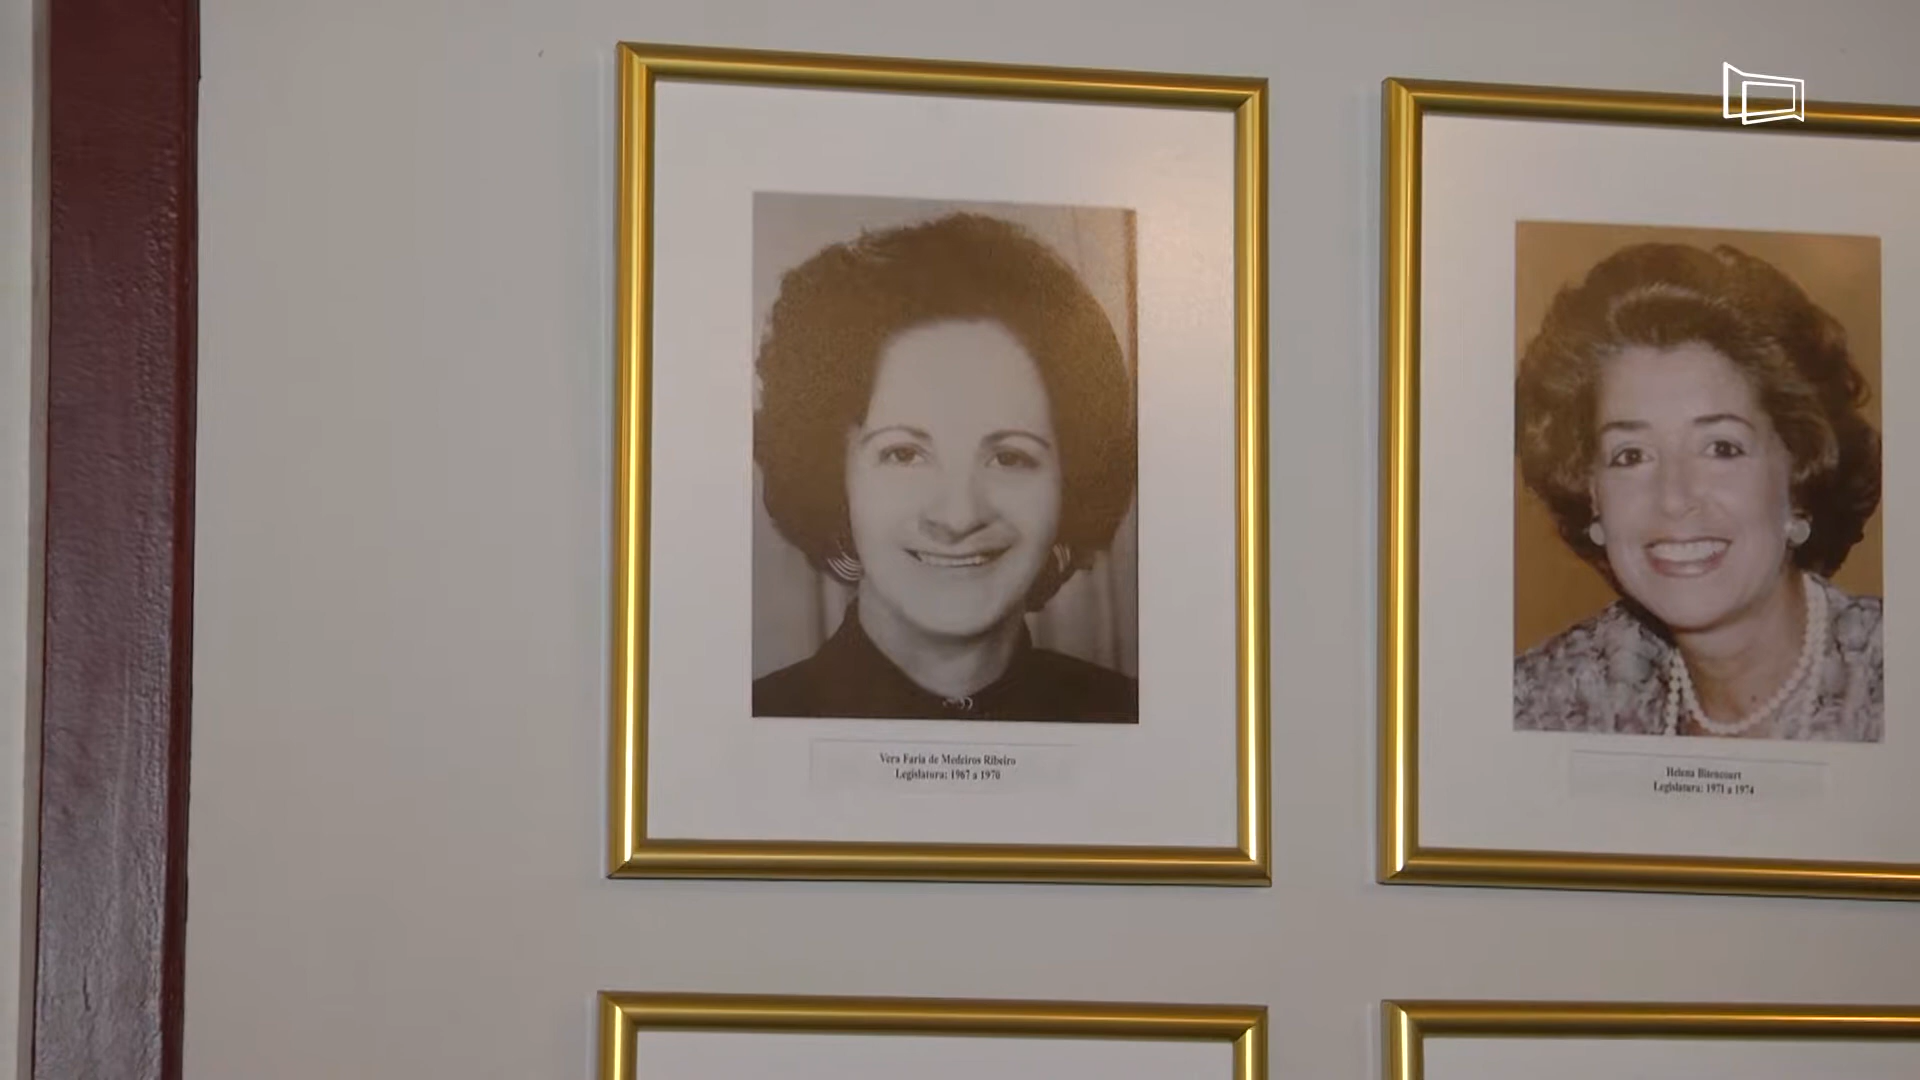 Vera Faria de Medeiros Ribeiro
Legislatura: 1967 a 1970
Helena Bitencourt
Legislatura: 1971 a 1974